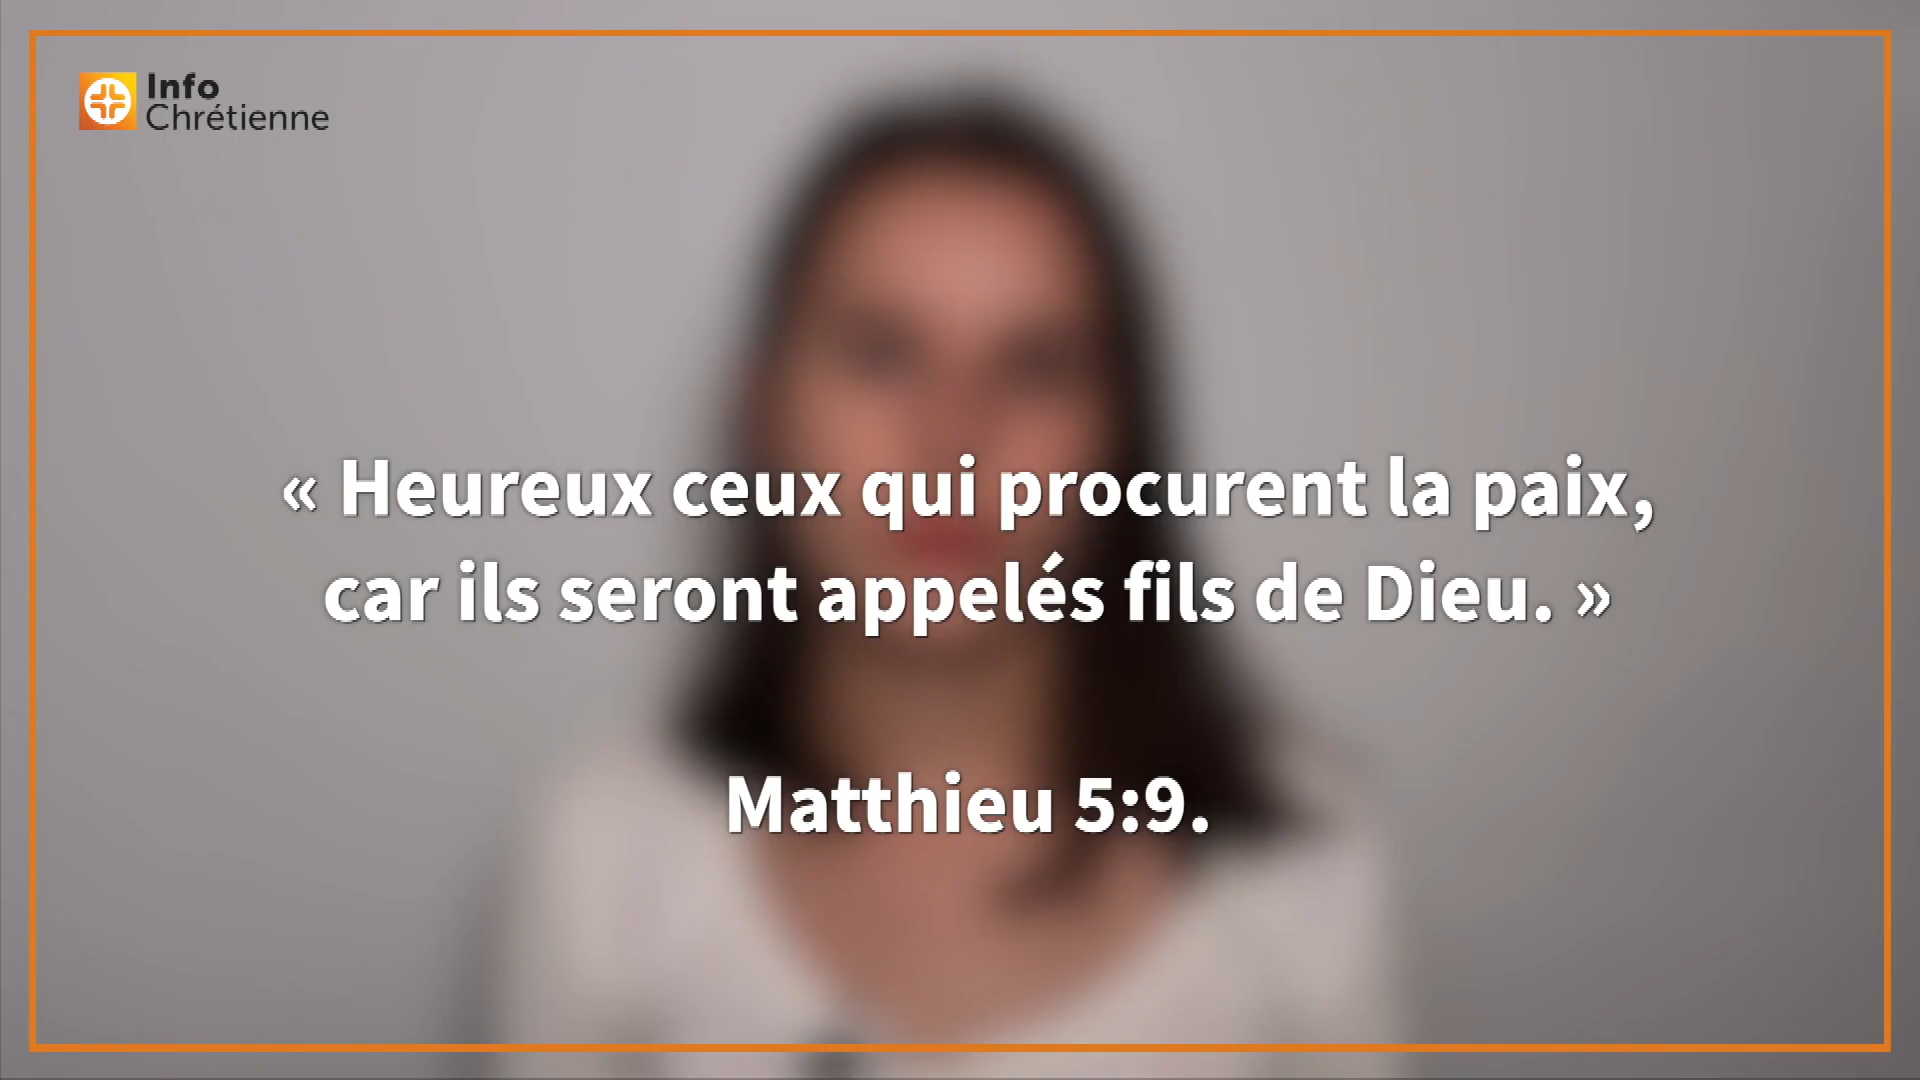 Info
Chrétienne
« Heureux ceux qui procurent la paix,
car ils seront appelés fils de Dieu. »
Matthieu 5:9.